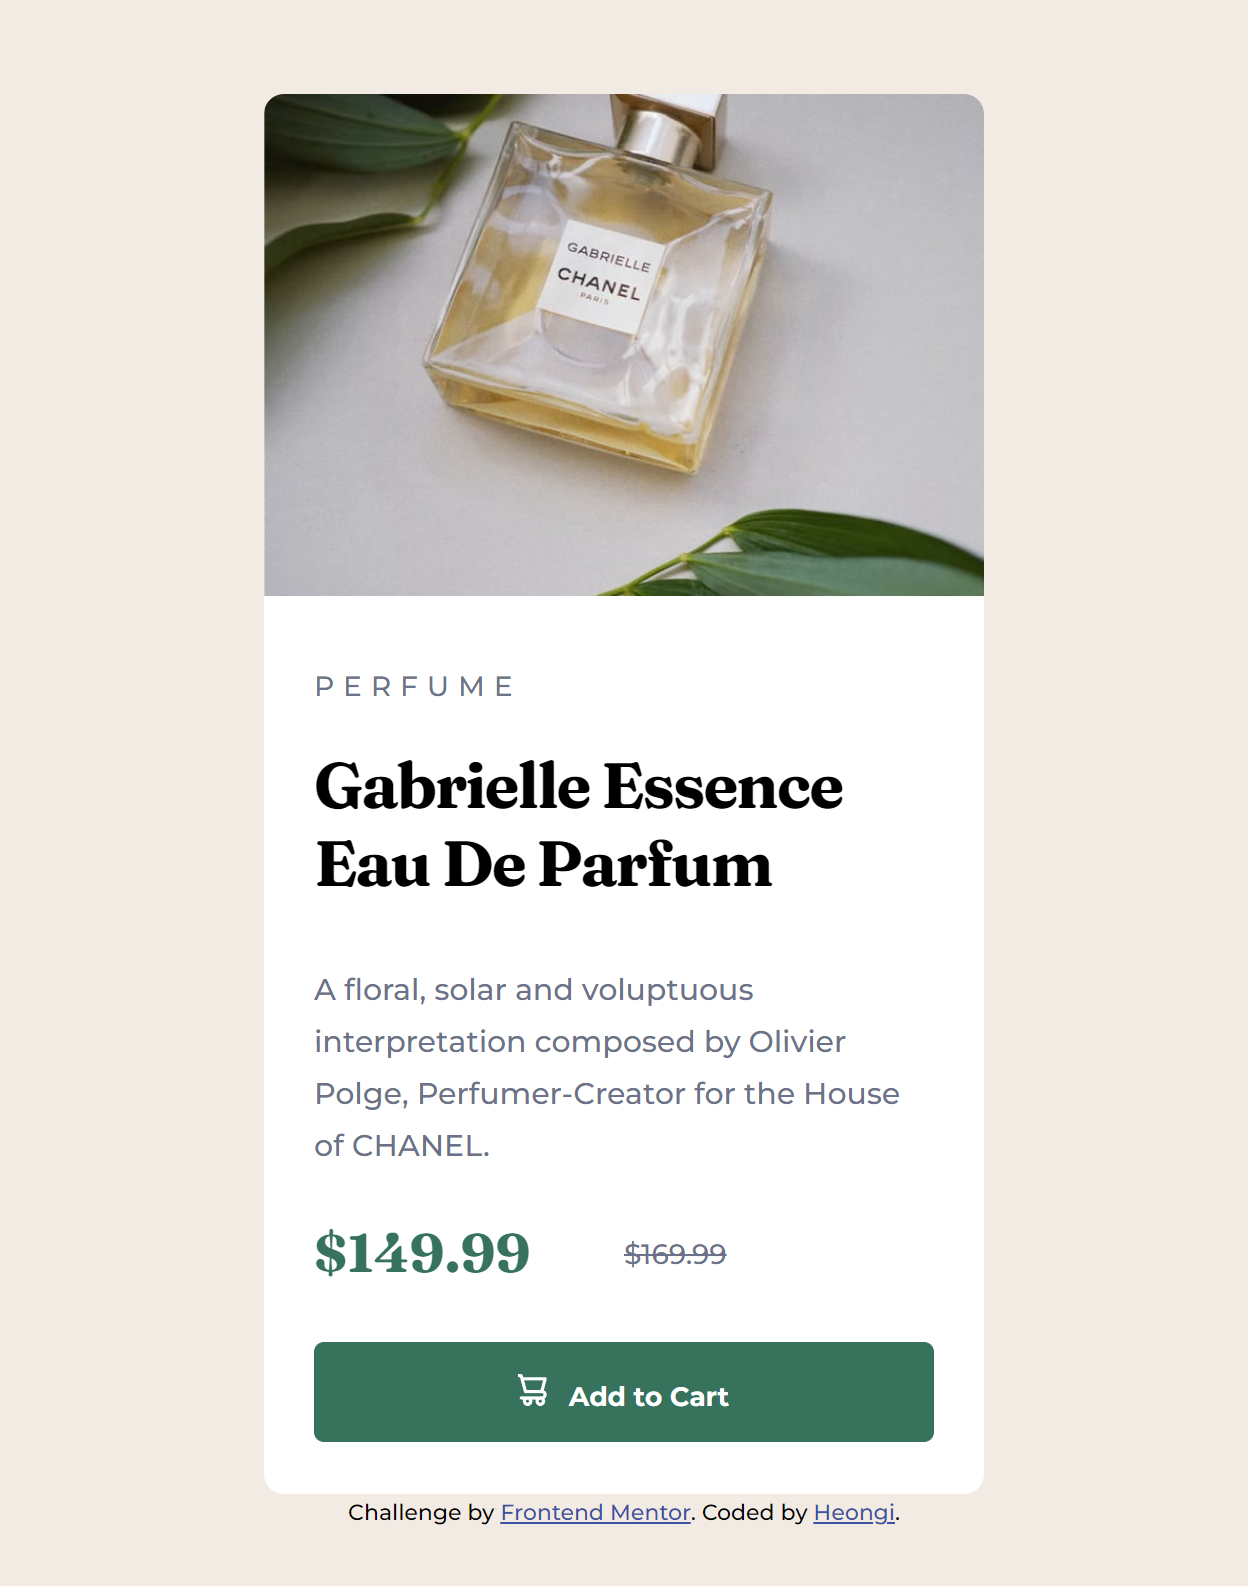 GABRIELLE
CHANEL
PARIS
PERFUME
Gabrielle Essence
Eau De Parfum
A floral, solar and voluptuous
interpretation composed by Olivier
Polge, Perfumer-Creator for the House
of CHANEL.
$149.99 $169.99
Add to Cart
Challenge by Frontend Mentor. Coded by Heongi.